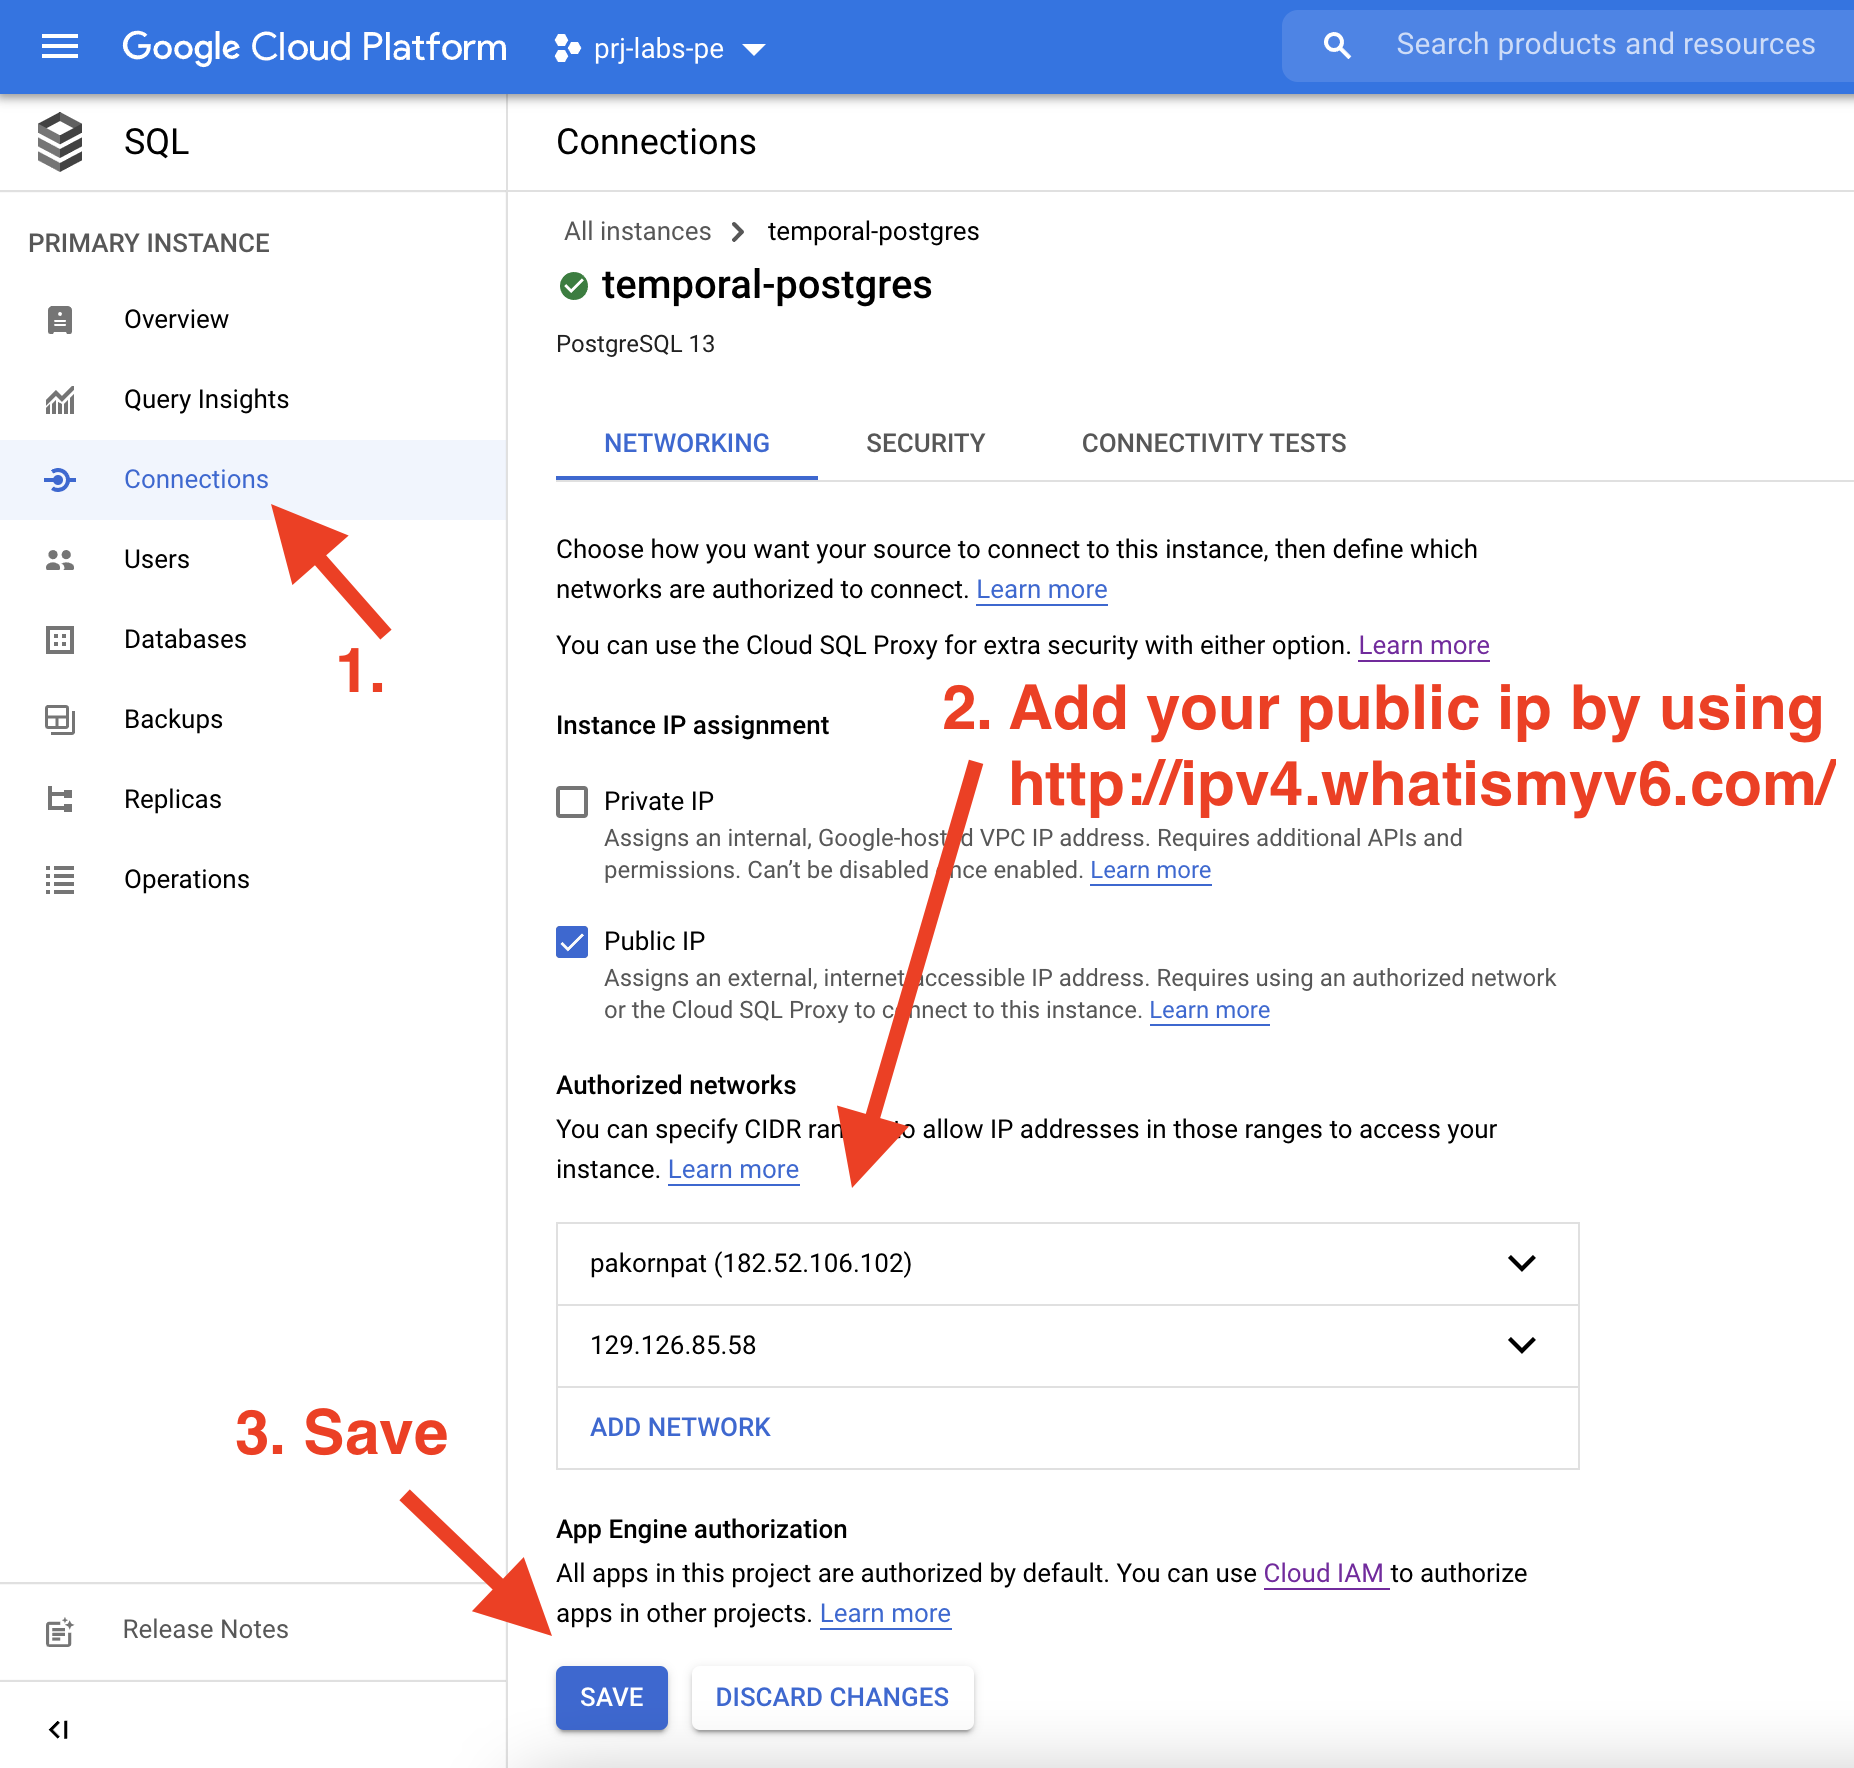 Google Cloud Platform
prj-labs-pe
Search products and resources
SQL
Connections
PRIMARY INSTANCE
Overview
Query Insights
Connections
Users
Databases
Backups
Replicas
Operations
Release Notes
1.
All instances
temporal-postgres
temporal-postgres
PostgreSQL 13
NETWORKING
SECURITY
CONNECTIVITY TESTS
Choose how you want your source to connect to this instance, then define which
networks are authorized to connect. Learn more
You can use the Cloud SQL Proxy for extra security with either option. Learn more
2. Add your public ip by using
http://ipv4.whatismyv6.com/
Instance IP assignment
Private IP
Assigns an internal, Google-hosted VPC IP address. Requires additional APIs and
permissions. Can't be disabled once enabled. Learn more
Public IP
Assigns an external, internet-accessible IP address. Requires using an authorized network
or the Cloud SQL Proxy to connect to this instance. Learn more
Authorized networks
You can specify CIDR ranges to allow IP addresses in those ranges to access your
instance. Learn more
pakornpat (182.52.106.102)
129.126.85.58
ADD NETWORK
3. Save
App Engine authorization
All apps in this project are authorized by default. You can use Cloud IAM to authorize
apps in other projects. Learn more
SAVE
DISCARD CHANGES